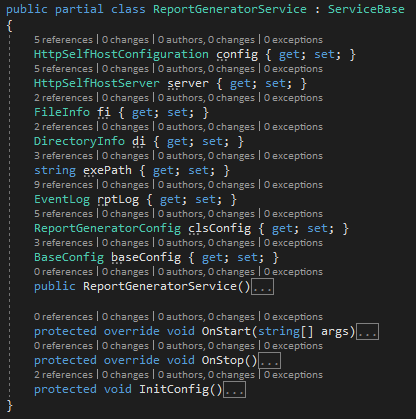 public partial class ReportGeneratorService : ServiceBase
{
5 references | 0 changes | 0 authors, 0 changes | 0 exceptions
HttpSelfHostConfiguration config { get; set; }
5 references | 0 changes | 0 authors, 0 changes | 0 exceptions
HttpSelfHostServer server { get; set; }
2 references | 0 changes | 0 authors, 0 changes | 0 exceptions
FileInfo fi { get; set; }
2 references | 0 changes | 0 authors, 0 changes | 0 exceptions
DirectoryInfo di { get; set; }
3 references | 0 changes | 0 authors, 0 changes | 0 exceptions
string exePath { get; set; }
9 references | 0 changes | 0 authors, 0 changes | 0 exceptions
EventLog rptLog { get; set; }
5 references | 0 changes | 0 authors, 0 changes | 0 exceptions
ReportGeneratorConfig clsConfig { get; set; }
3 references | 0 changes | 0 authors, 0 changes | 0 exceptions
BaseConfig baseConfig { get; set; }
0 references | 0 changes | 0 authors, 0 changes | 0 exceptions
public ReportGeneratorService()...
0 references | 0 changes | 0 authors, 0 changes | 0 exceptions
protected override void OnStart(string[] args)...
0 references | 0 changes | 0 authors, 0 changes | 0 exceptions
protected override void OnStop()...
2 references | 0 changes | 0 authors, 0 changes | 0 exceptions
protected void InitConfig()...
}